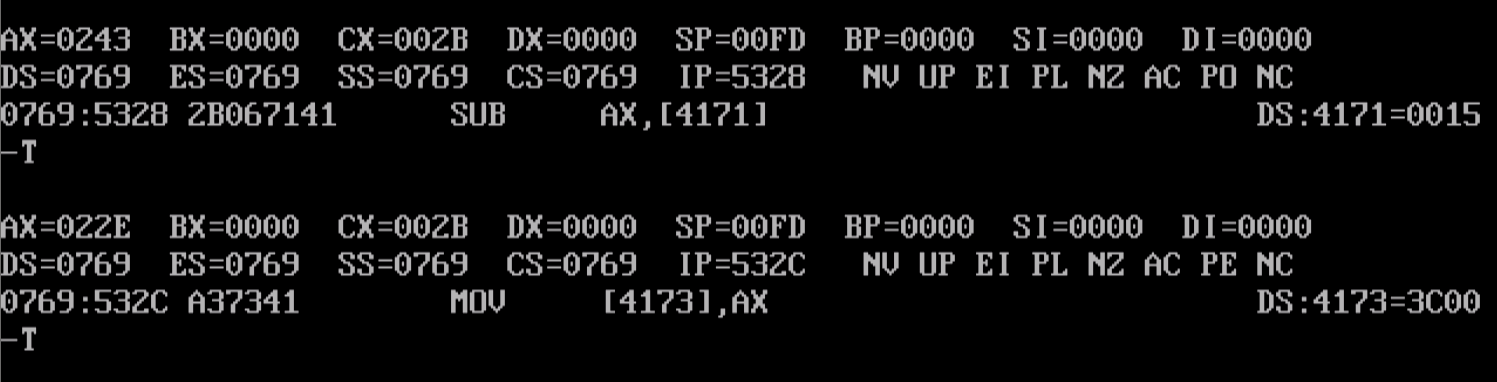 AX=0243  BX=0000  CX=002B  DX=0000  SP=00FD  BP=0000  SI=0000  DI=0000
DS=0769  ES=0769  SS=0769  CS=0769  IP=5328   NV UP EI PL NZ AC PO NC
0769:5328 2B067141      SUB     AX,[4171]                          DS:4171=0015
-T
AX=022E  BX=0000  CX=002B  DX=0000  SP=00FD  BP=0000  SI=0000  DI=0000
DS=0769  ES=0769  SS=0769  CS=0769  IP=532C   NV UP EI PL NZ AC PE NC
0769:532C A37341        MOV     [4173],AX                          DS:4173=3C00
-T